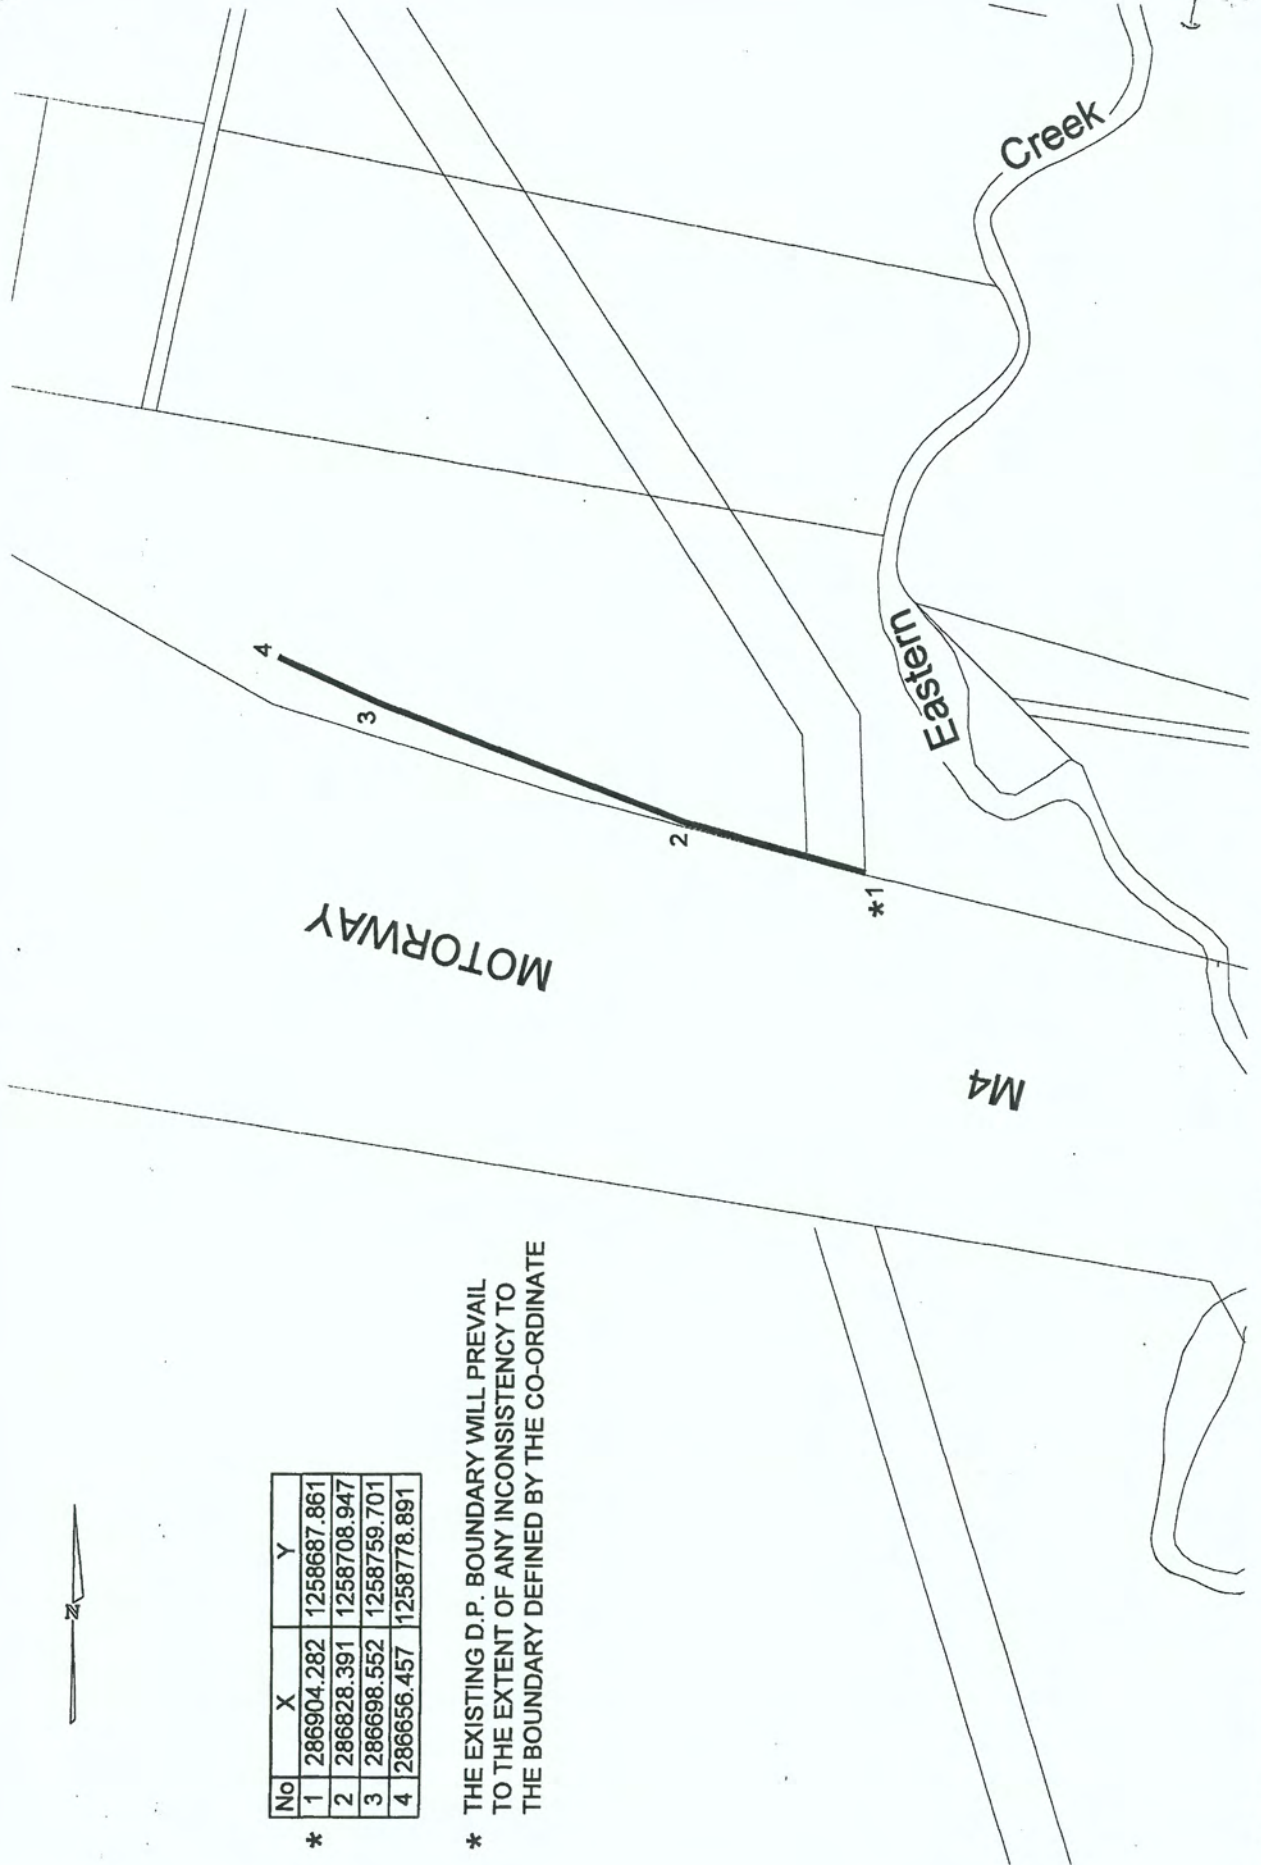 N
No X Y
* 1 286904.282 1258687.861
2 286828.391 1258708.947
3 286698.552 1258759.701
4 286656.457 1258778.891
* THE EXISTING D.P. BOUNDARY WILL PREVAIL
TO THE EXTENT OF ANY INCONSISTENCY TO
THE BOUNDARY DEFINED BY THE CO-ORDINATE
MOTORWAY
M4
4
3
2
*1
Eastern
Creek